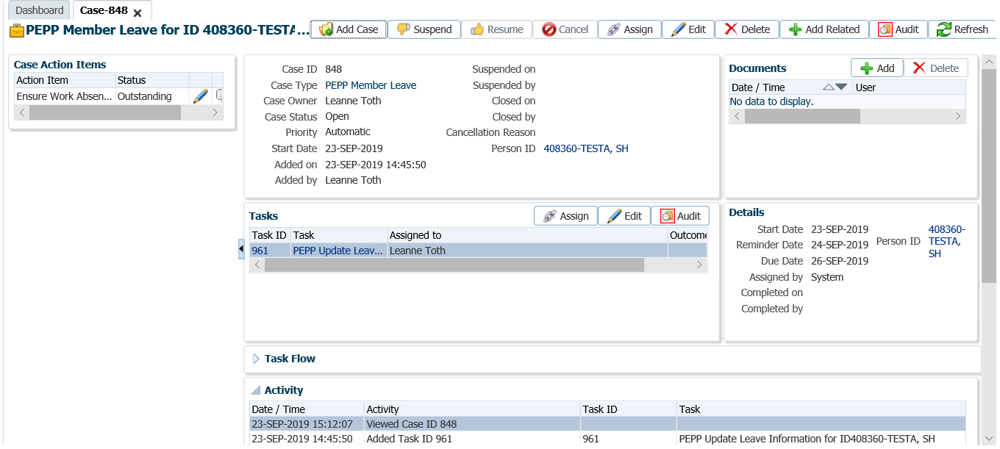 Dashboard Case-848
PEPP Member Leave for ID 408360-TESTA... Add Case Suspend Resume Cancel Assign Edit Delete Add Related Audit Refresh
Case Action Items
Action Item Status
Ensure Work Absen... Outstanding
Case ID 848
Case Type PEPP Member Leave
Case Owner Leanne Toth
Case Status Open
Priority Automatic
Start Date 23-SEP-2019
Added on 23-SEP-2019 14:45:50
Added by Leanne Toth
Suspended on
Suspended by
Closed on
Closed by
Cancellation Reason
Person ID 408360-TESTA, SH
Documents Add Delete
Date / Time User
No data to display.
Tasks Assign Edit Audit
Task ID Task Assigned to Outcome
961 PEPP Update Leav... Leanne Toth
Details
Start Date 23-SEP-2019
Reminder Date 24-SEP-2019
Due Date 26-SEP-2019
Assigned by System
Completed on
Completed by
Person ID 408360-
TESTA,
SH
Task Flow
Activity
Date / Time Activity Task ID Task
23-SEP-2019 15:12:07 Viewed Case ID 848
23-SEP-2019 14:45:50 Added Task ID 961 961 PEPP Update Leave Information for ID408360-TESTA, SH